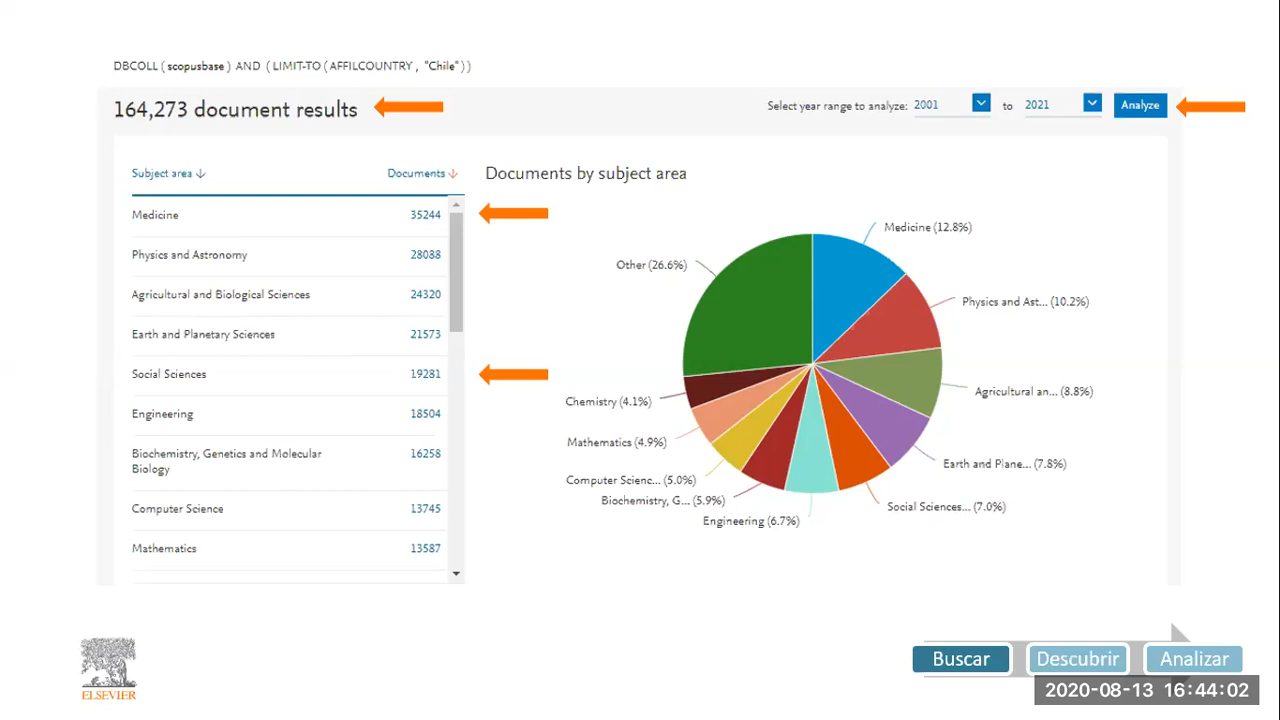 DBCOLL ( scopusbase ) AND ( LIMIT-TO ( AFFILCOUNTRY , "Chile" ) )
164,273 document results
Select year range to analyze: 2001 to 2021 Analyze
Subject area Documents
Medicine 35244
Physics and Astronomy 28088
Agricultural and Biological Sciences 24320
Earth and Planetary Sciences 21573
Social Sciences 19281
Engineering 18504
Biochemistry, Genetics and Molecular
Biology 16258
Computer Science 13745
Mathematics 13587
Documents by subject area
Medicine (12.8%)
Other (26.6%)
Physics and Ast... (10.2%)
Agricultural an... (8.8%)
Chemistry (4.1%)
Mathematics (4.9%)
Earth and Plane... (7.8%)
Computer Scienc... (5.0%)
Biochemistry, G... (5.9%)
Social Sciences... (7.0%)
Engineering (6.7%)
ELSEVIER
Buscar Descubrir Analizar
2020-08-13 16:44:02